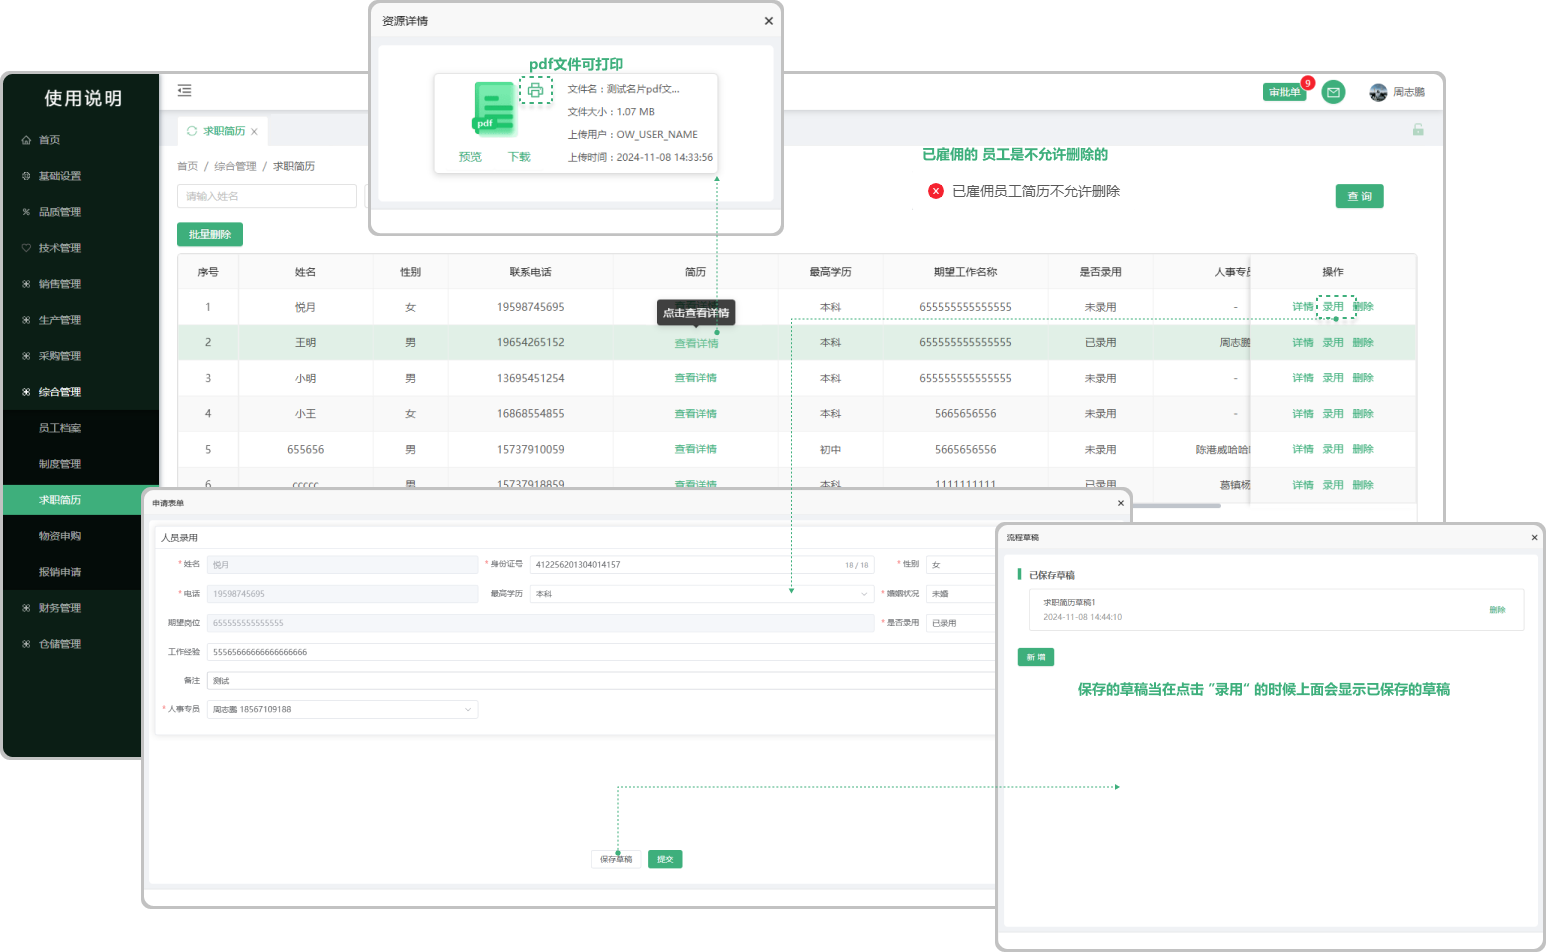 资源详情
pdf文件可打印
pdf
文件名：测试名片pdf文...
文件大小：1.07 MB
上传用户：OW_USER_NAME
上传时间：2024-11-08 14:33:56
预览 下载
使用说明
首页
基础设置
品质管理
技术管理
销售管理
生产管理
采购管理
综合管理
员工档案
制度管理
求职简历
物资申购
报销申请
财务管理
仓储管理
审批单 9 周志鹏
求职简历
首页 / 综合管理 / 求职简历
请输入姓名
已雇佣的 员工是不允许删除的
已雇佣员工简历不允许删除
查 询
批量删除
序号 姓名 性别 联系电话 简历 最高学历 期望工作名称 是否录用 人事专员 操作
1 悦月 女 19598745695 查看详情 本科 655555555555555 未录用 - 详情 录用 删除
点击查看详情
2 王明 男 19654265152 查看详情 本科 655555555555555 已录用 周志鹏 详情 录用 删除
3 小明 男 13695451254 查看详情 本科 655555555555555 未录用 - 详情 录用 删除
4 小王 女 16868554855 查看详情 本科 5665656556 未录用 - 详情 录用 删除
5 655656 男 15737910059 查看详情 初中 5665656556 未录用 陈港威哈哈 详情 录用 删除
6 ccccc 男 15737918859 查看详情 本科 1111111111 已录用 葛镇杨 详情 录用 删除
申请表单
人员录用
* 姓名 悦月 * 身份证号 412256201304014157 18 / 18 * 性别 女
* 电话 19598745695 最高学历 本科 * 婚姻状况 未婚
期望岗位 655555555555555 * 是否录用 已录用
工作经验 55565666666666666666
备注 测试
* 人事专员 周志鹏 18567109188
保存草稿 提交
流程草稿
已保存草稿
求职简历草稿1
2024-11-08 14:44:10
删除
新 增
保存的草稿当在点击 “录用” 的时候上面会显示已保存的草稿